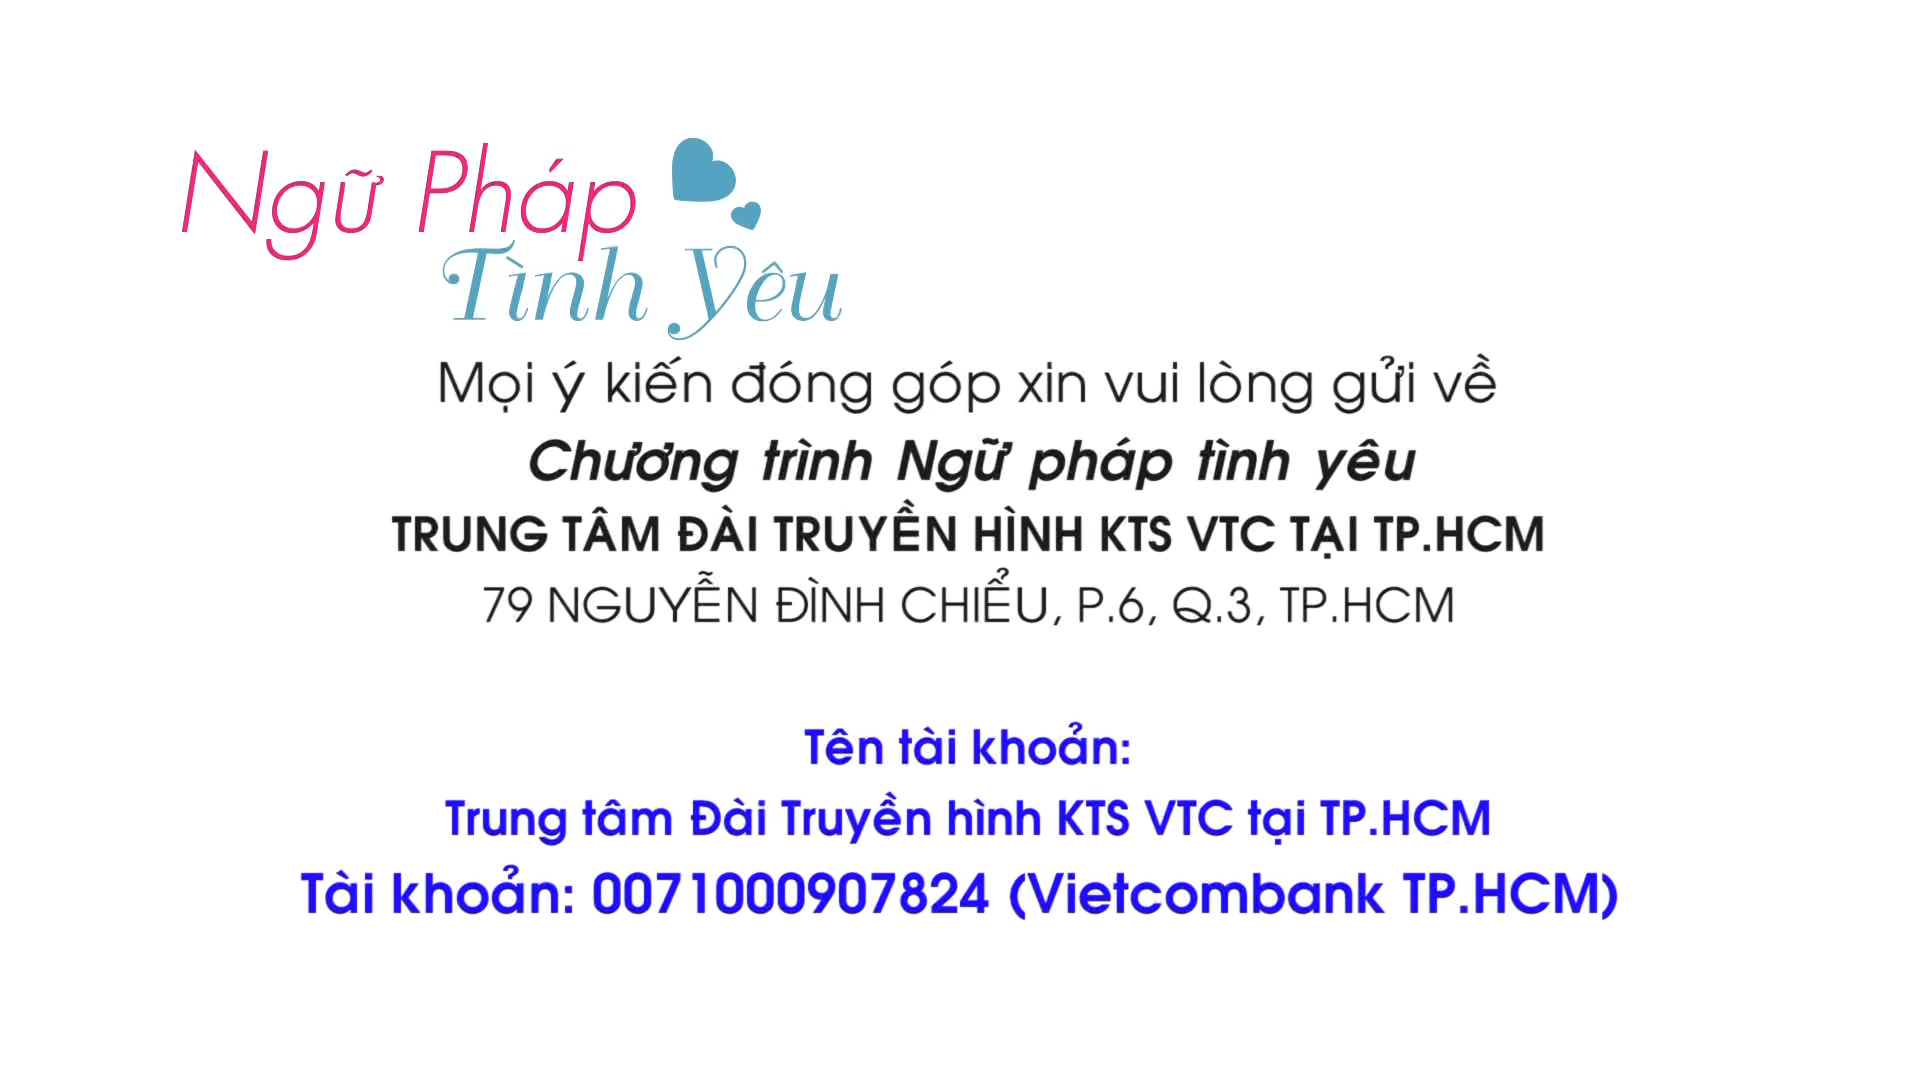 Ngữ Pháp
Tình Yêu
Mọi ý kiến đóng góp xin vui lòng gửi về
Chương trình Ngữ pháp tình yêu
TRUNG TÂM ĐÀI TRUYỀN HÌNH KTS VTC TẠI TP.HCM
79 NGUYỄN ĐÌNH CHIỂU, P.6, Q.3, TP.HCM
Tên tài khoản:
Trung tâm Đài Truyền hình KTS VTC tại TP.HCM
Tài khoản: 0071000907824 (Vietcombank TP.HCM)